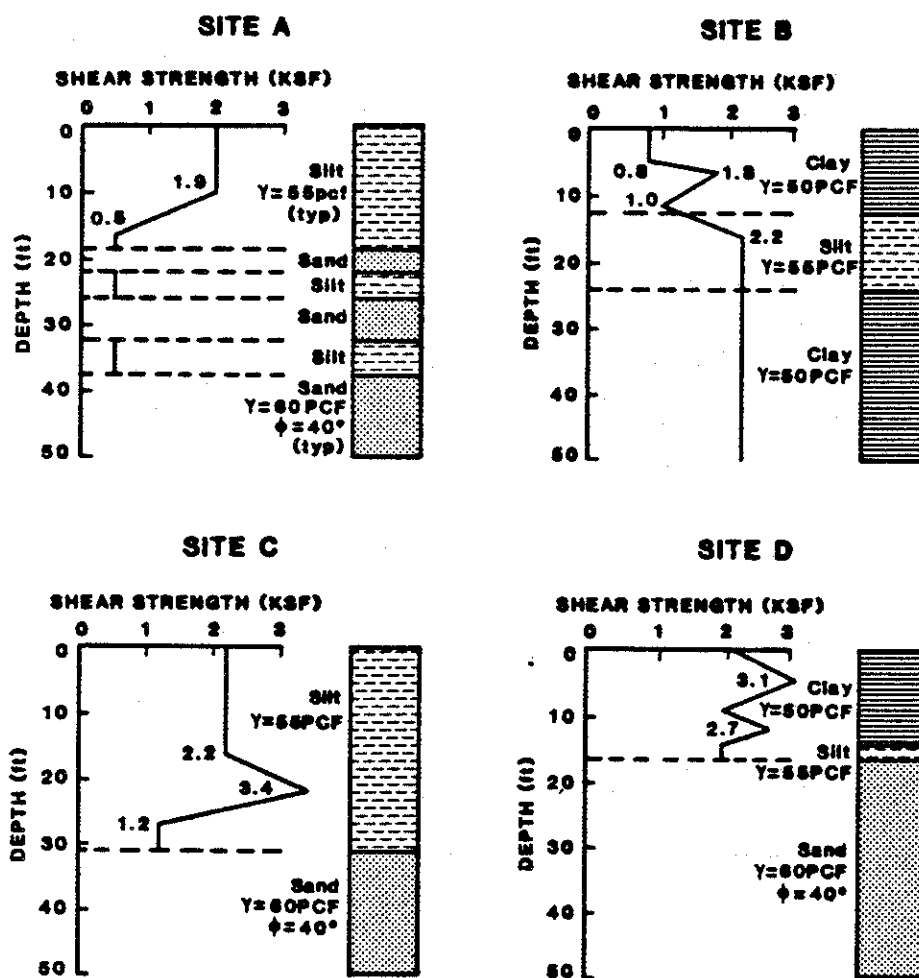 SITE A
SHEAR STRENGTH (KSF)
0 1 2 3
DEPTH (ft)
0
10
20
30
40
50
1.9
0.5
Silt
γ=55pcf
(typ)
Sand
Silt
Sand
Silt
Sand
γ=60PCF
ϕ=40°
(typ)
SITE B
SHEAR STRENGTH (KSF)
0 1 2 3
DEPTH (ft)
0
10
20
30
40
50
0.8
1.8
1.0
2.2
Clay
γ=50PCF
Silt
γ=55PCF
Clay
γ=50PCF
SITE C
SHEAR STRENGTH (KSF)
0 1 2 3
DEPTH (ft)
0
10
20
30
40
50
2.2
3.4
1.2
Silt
γ=55PCF
Sand
γ=60PCF
ϕ=40°
SITE D
SHEAR STRENGTH (KSF)
0 1 2 3
DEPTH (ft)
0
10
20
30
40
50
3.1
2.7
Clay
γ=50PCF
Silt
γ=55PCF
Sand
γ=60PCF
ϕ=40°